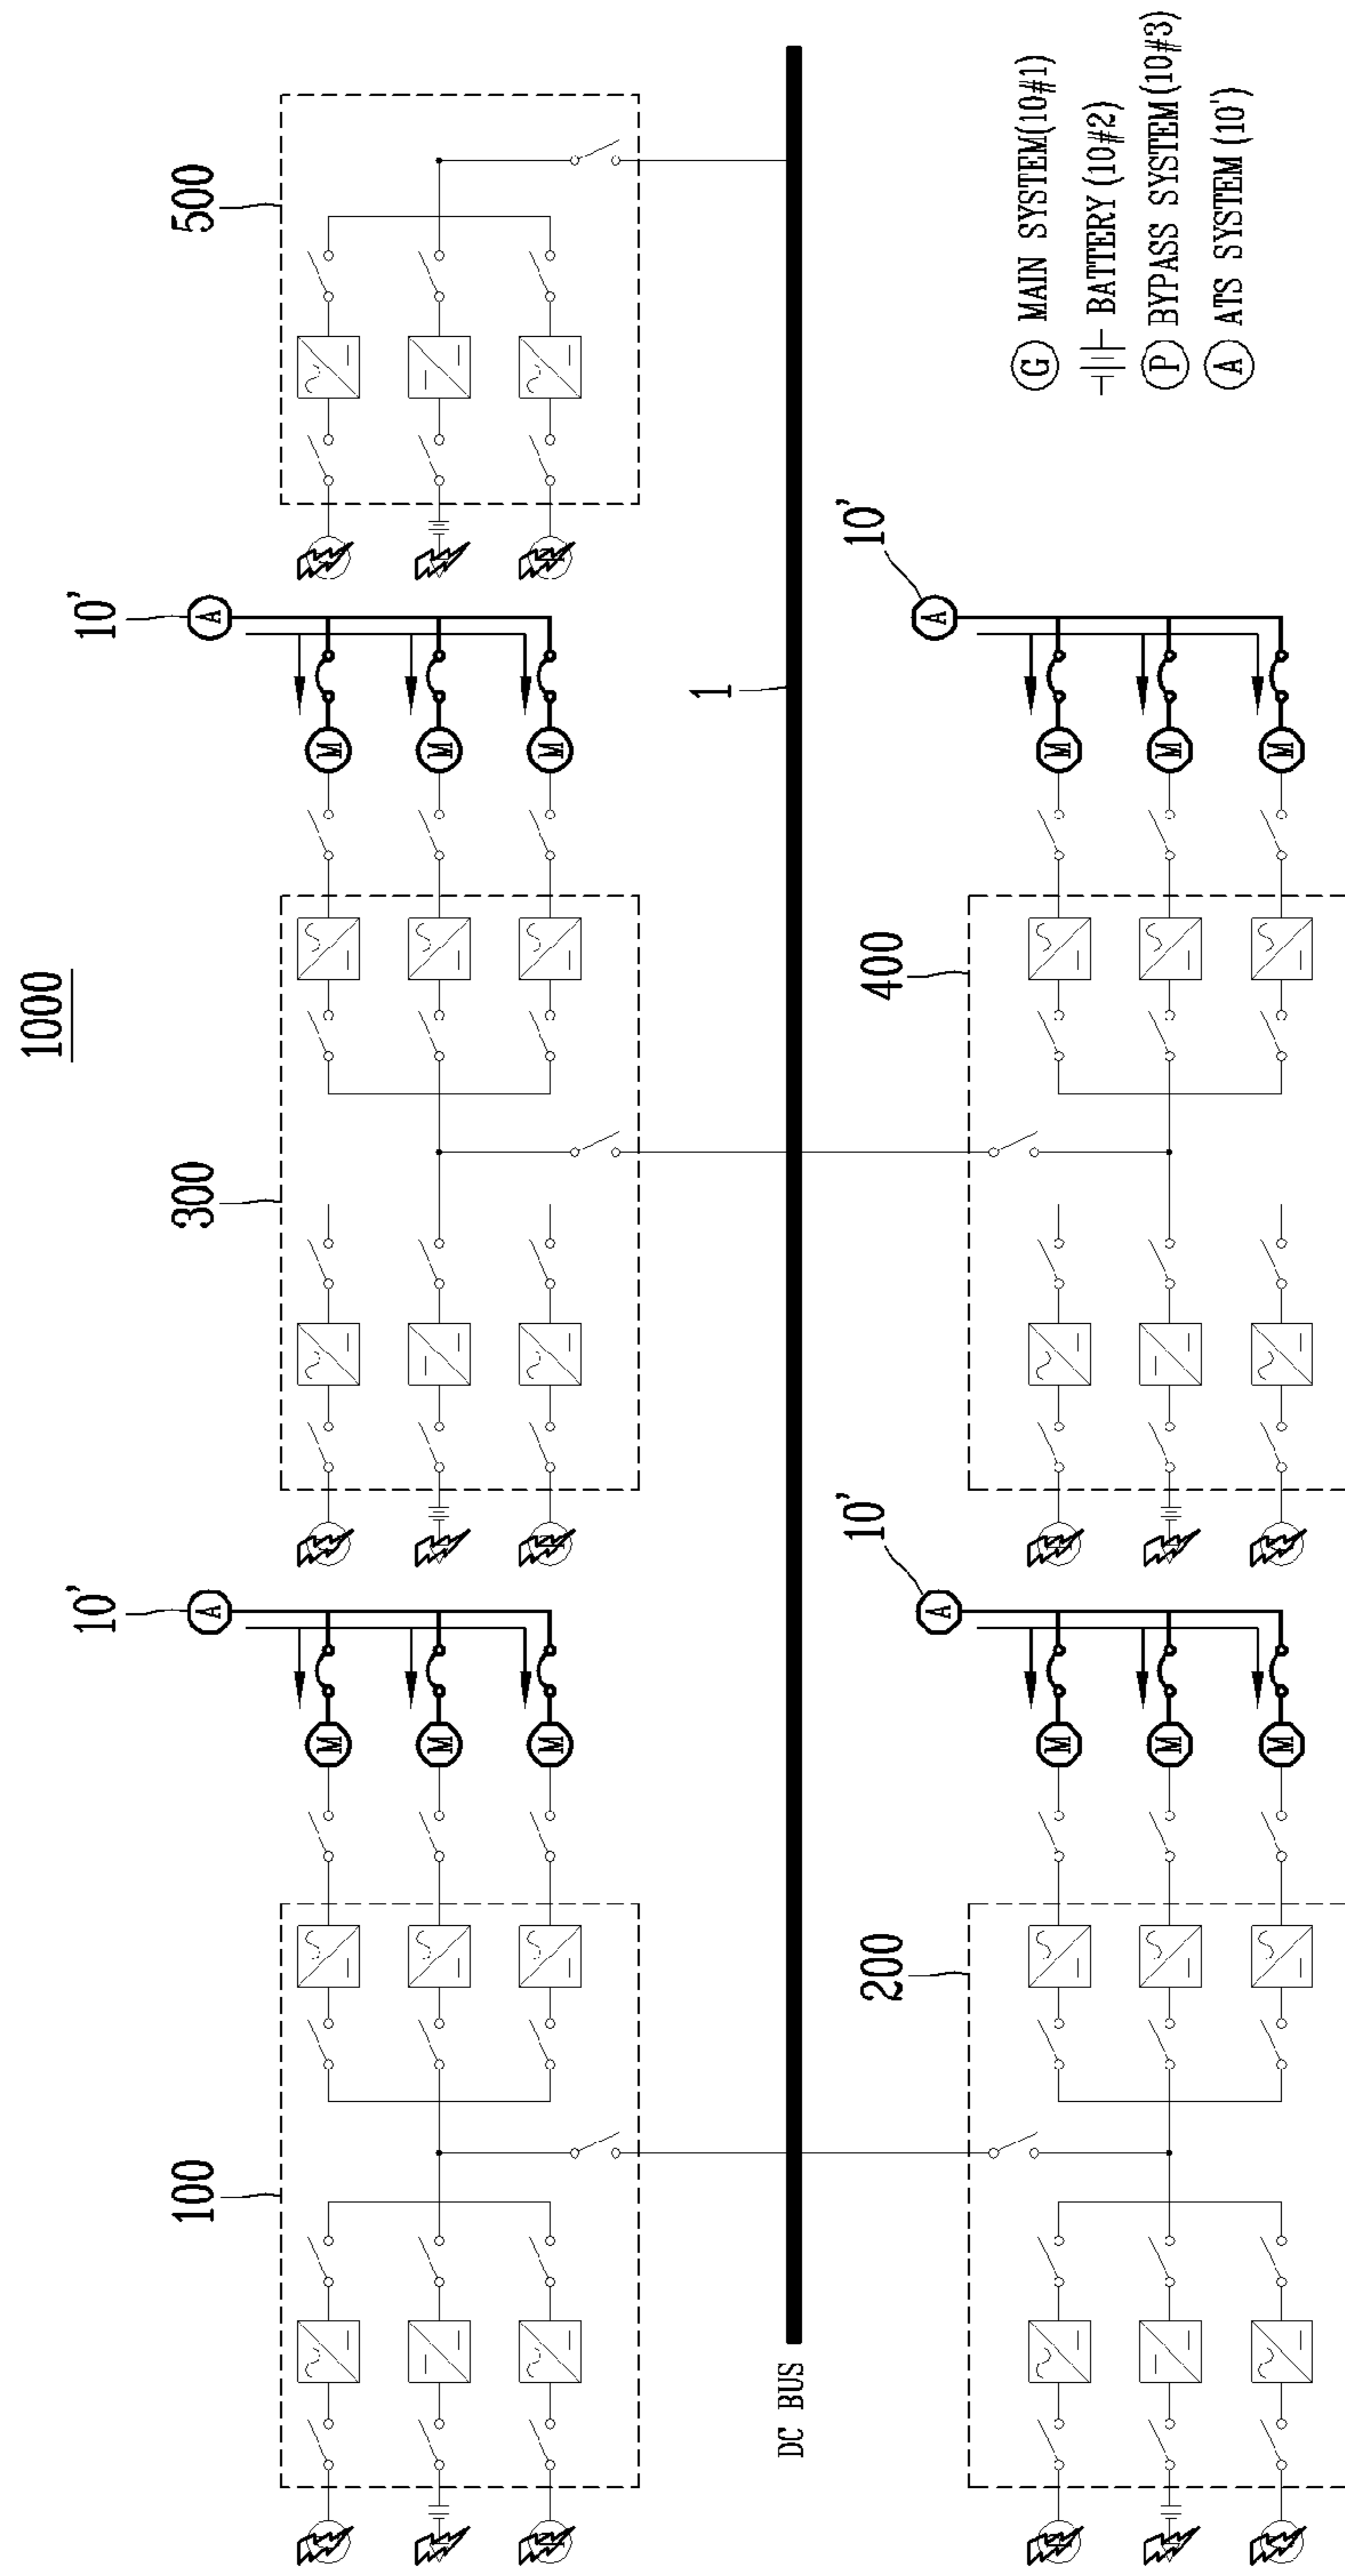 1000
10' 10'
100 300 500
A A
M M
M M
M M
1
DC BUS
200 10' 400 10'
A A
M M
M M
M M
G MAIN SYSTEM(10#1)
BATTERY (10#2)
P BYPASS SYSTEM (10#3)
A ATS SYSTEM (10')